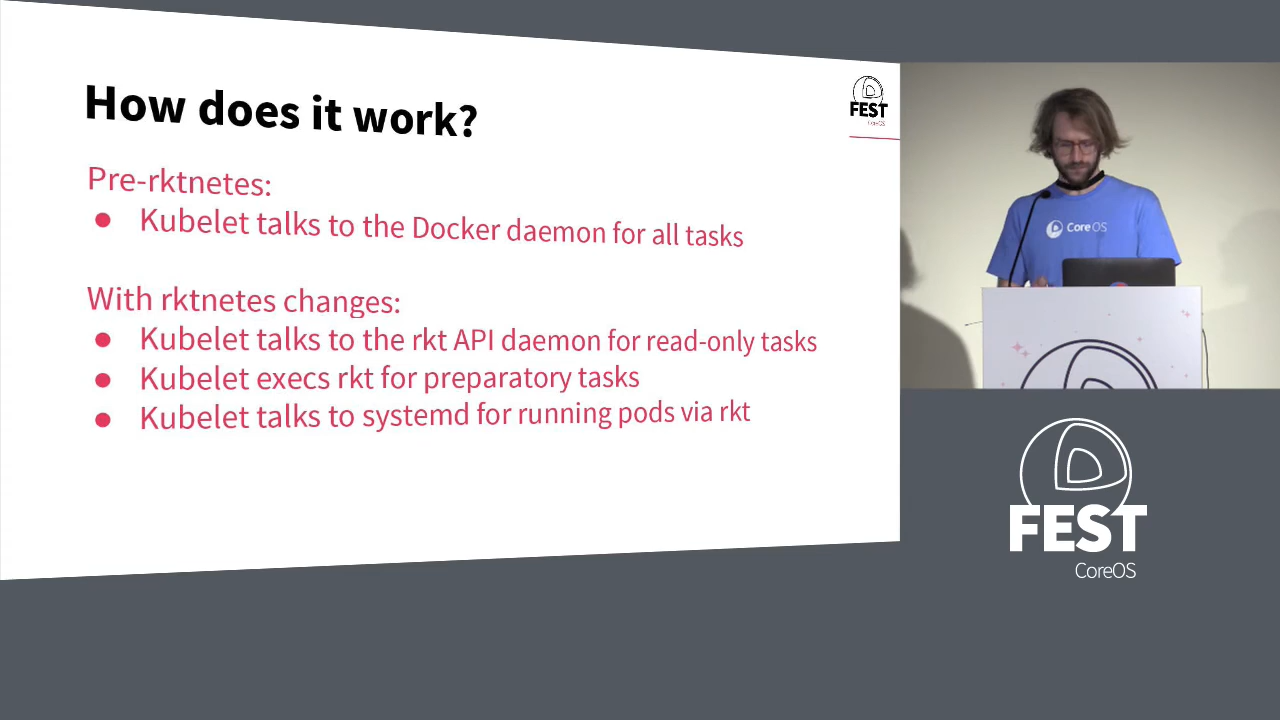 How does it work?
FEST
CoreOS
Pre-rktnetes:
● Kubelet talks to the Docker daemon for all tasks
With rktnetes changes:
● Kubelet talks to the rkt API daemon for read-only tasks
● Kubelet execs rkt for preparatory tasks
● Kubelet talks to systemd for running pods via rkt
Core OS
FEST
CoreOS